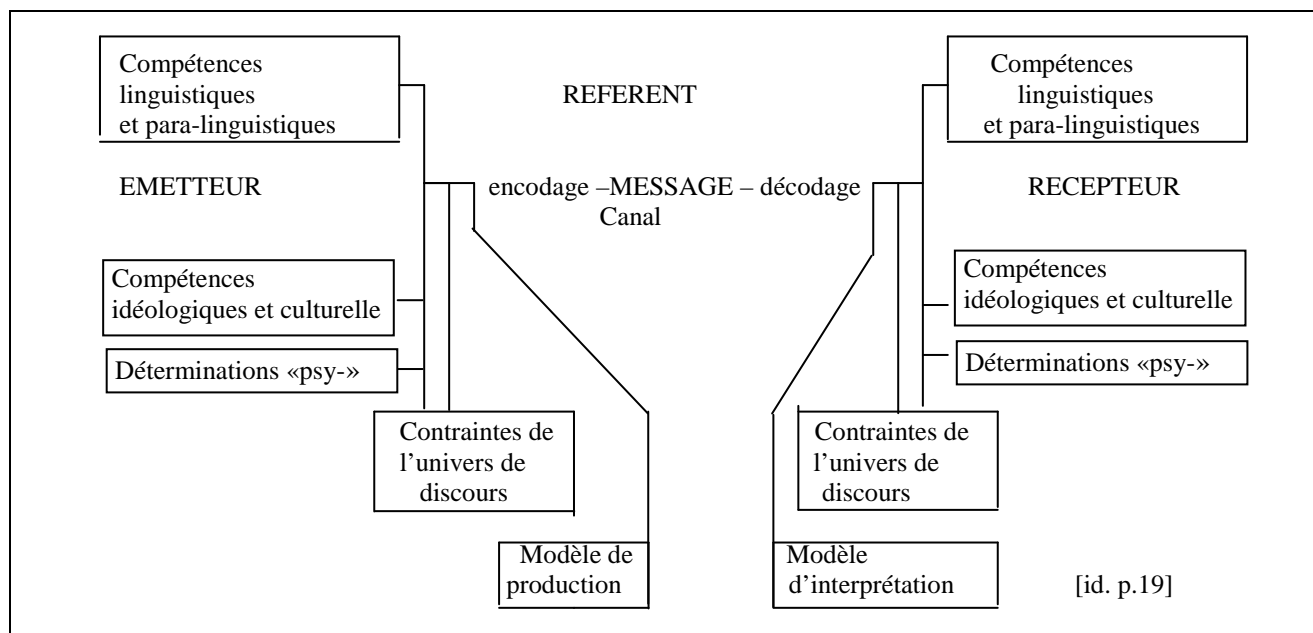 Compétences
linguistiques
et para-linguistiques
REFERENT
Compétences
linguistiques
et para-linguistiques
EMETTEUR
encodage –MESSAGE – décodage
Canal
RECEPTEUR
Compétences
idéologiques et culturelle
Compétences
idéologiques et culturelle
Déterminations «psy-»
Déterminations «psy-»
Contraintes de
l’univers de
discours
Contraintes de
l’univers de
discours
Modèle de
production
Modèle
d’interprétation
[id. p.19]